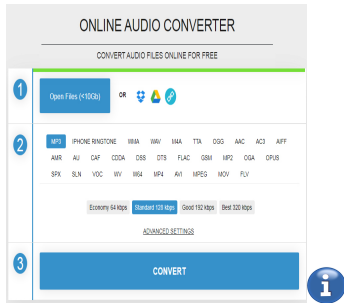 ONLINE AUDIO CONVERTER
CONVERT AUDIO FILES ONLINE FOR FREE
1
Open Files (<10Gb) OR
2
MP3 IPHONE RINGTONE WMA WAV M4A TTA OGG AAC AC3 AIFF
AMR AU CAF CDDA DSS DTS FLAC GSM MP2 OGA OPUS
SPX SLN VOC WV W64 MP4 AVI MPEG MOV FLV
Economy 64 kbps Standard 128 kbps Good 192 kbps Best 320 kbps
ADVANCED SETTINGS
3
CONVERT
i